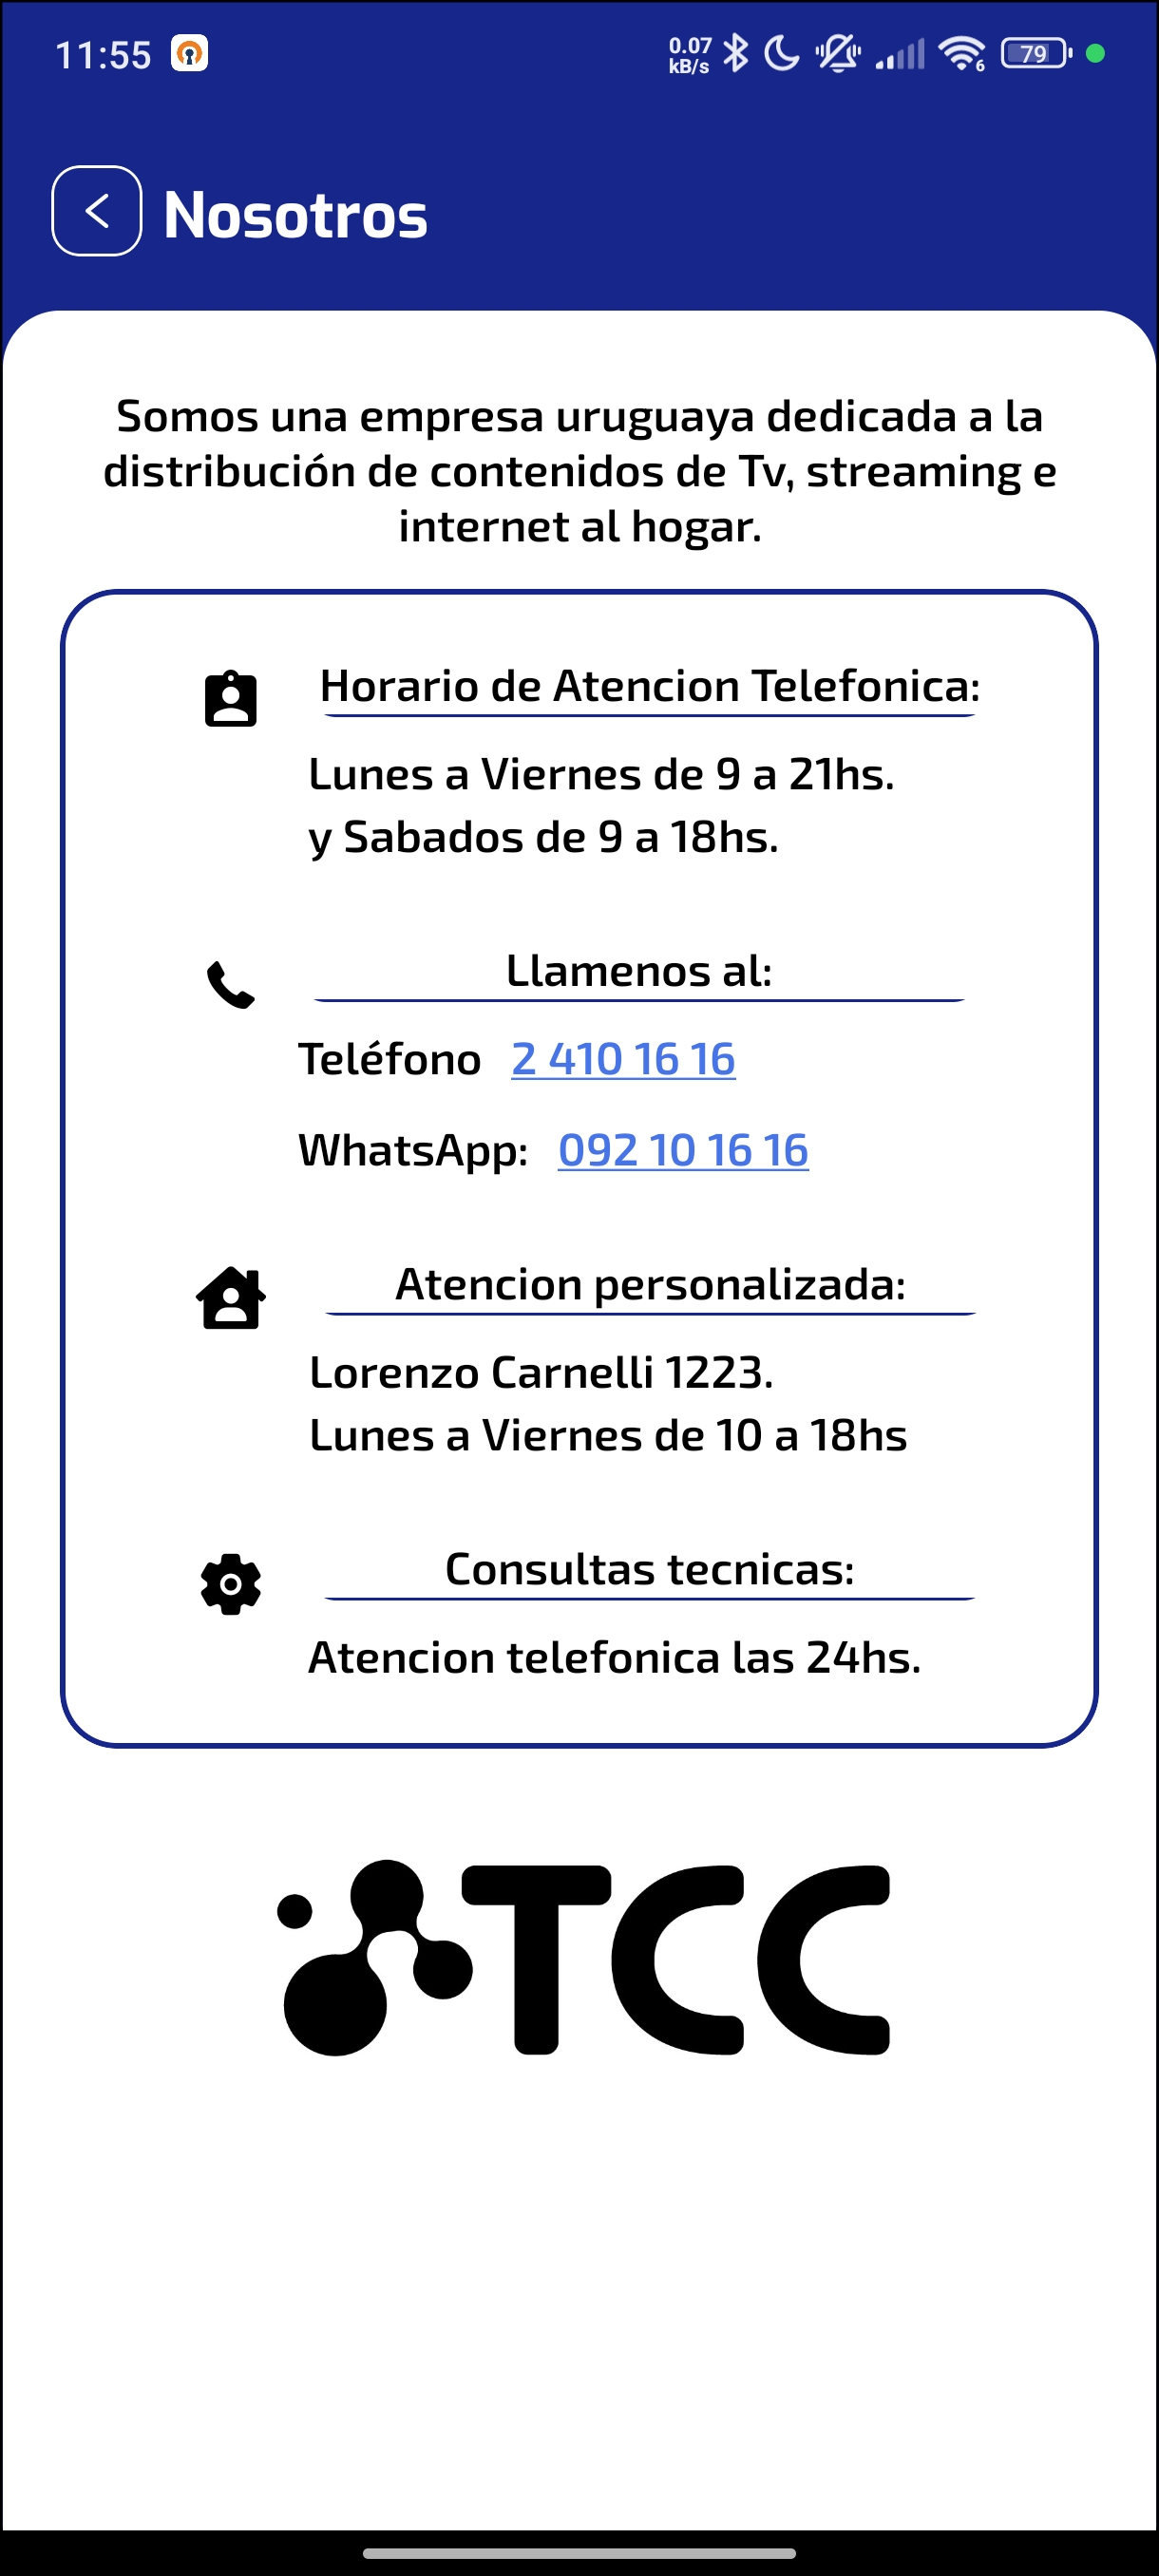 11:55
0.07
kB/s
6
79
Nosotros
Somos una empresa uruguaya dedicada a la
distribución de contenidos de Tv, streaming e
internet al hogar.
Horario de Atencion Telefonica:
Lunes a Viernes de 9 a 21hs.
y Sabados de 9 a 18hs.
Llamenos al:
Teléfono 2 410 16 16
WhatsApp: 092 10 16 16
Atencion personalizada:
Lorenzo Carnelli 1223.
Lunes a Viernes de 10 a 18hs
Consultas tecnicas:
Atencion telefonica las 24hs.
TCC